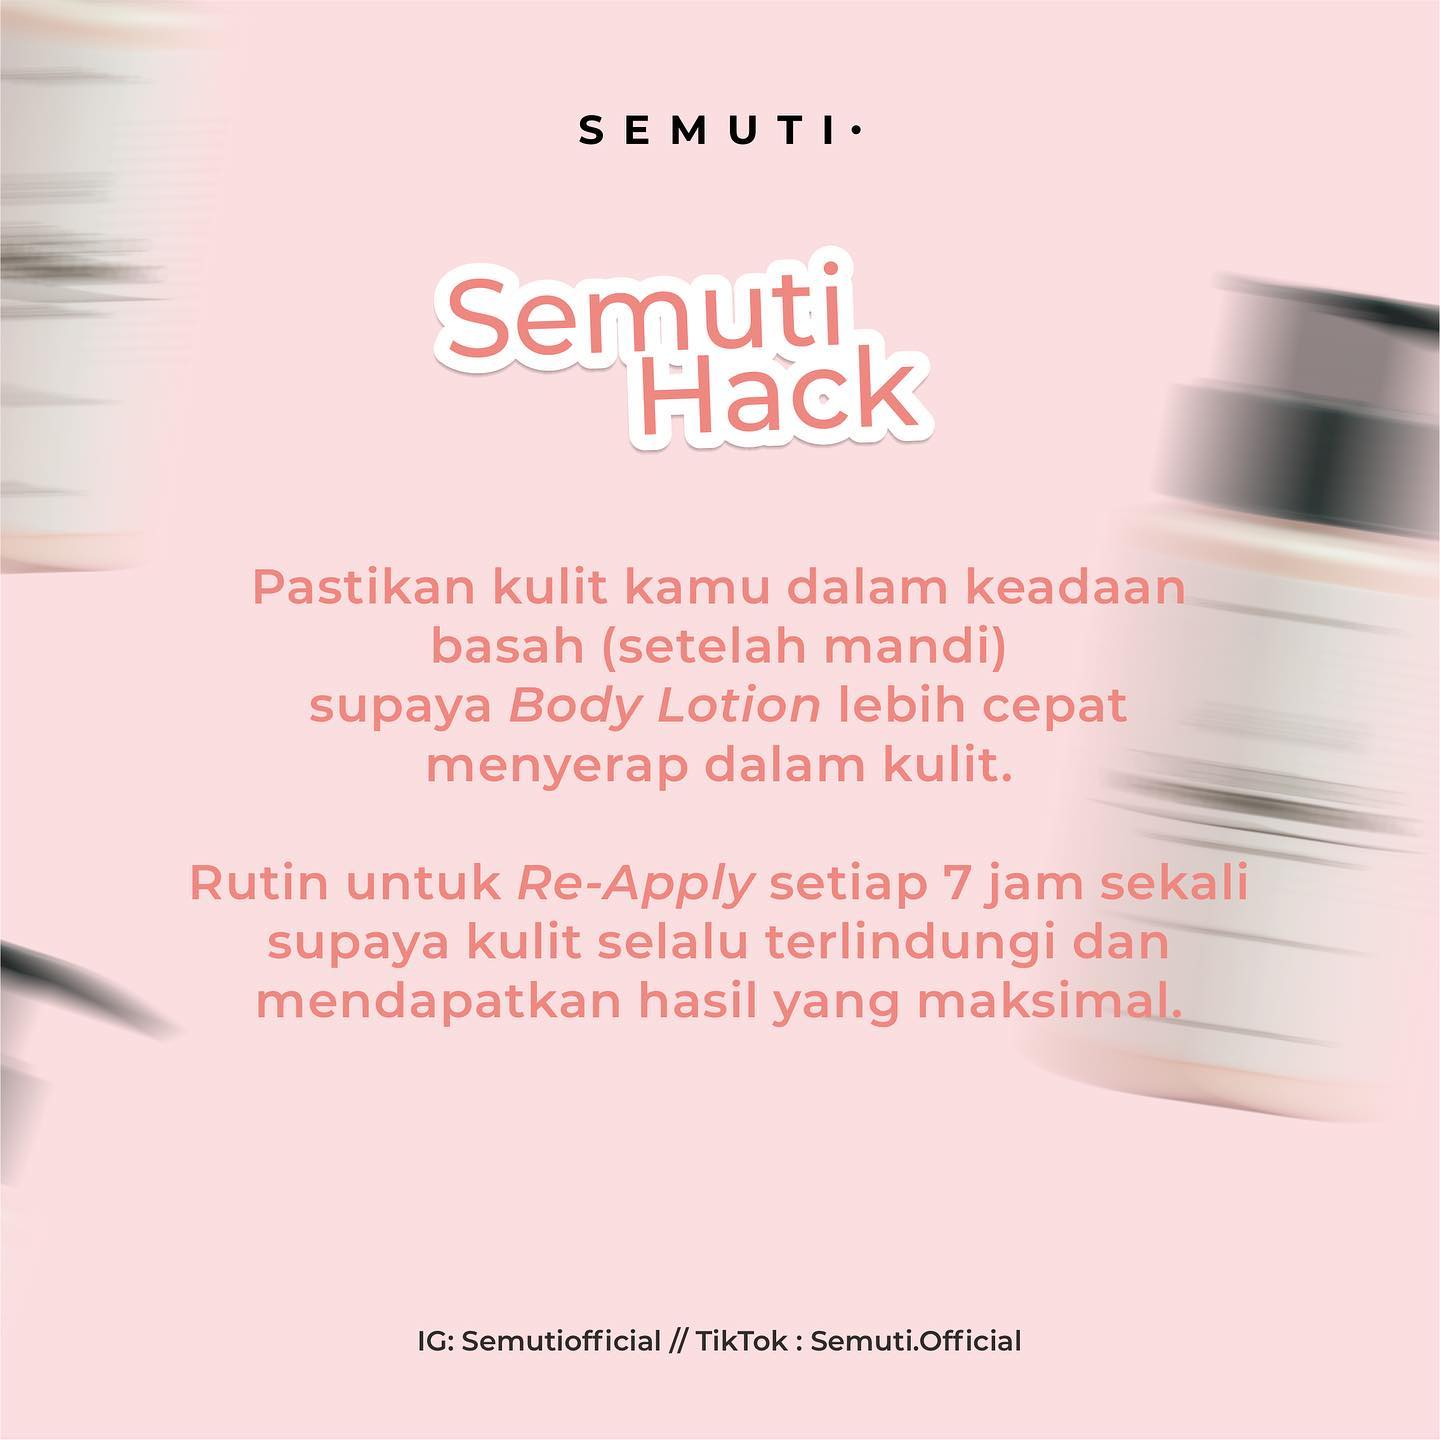 SEMUTI•
Semuti
Hack
Pastikan kulit kamu dalam keadaan
basah (setelah mandi)
supaya Body Lotion lebih cepat
menyerap dalam kulit.
Rutin untuk Re-Apply setiap 7 jam sekali
supaya kulit selalu terlindungi dan
mendapatkan hasil yang maksimal.
IG: Semutiofficial // TikTok : Semuti.Official